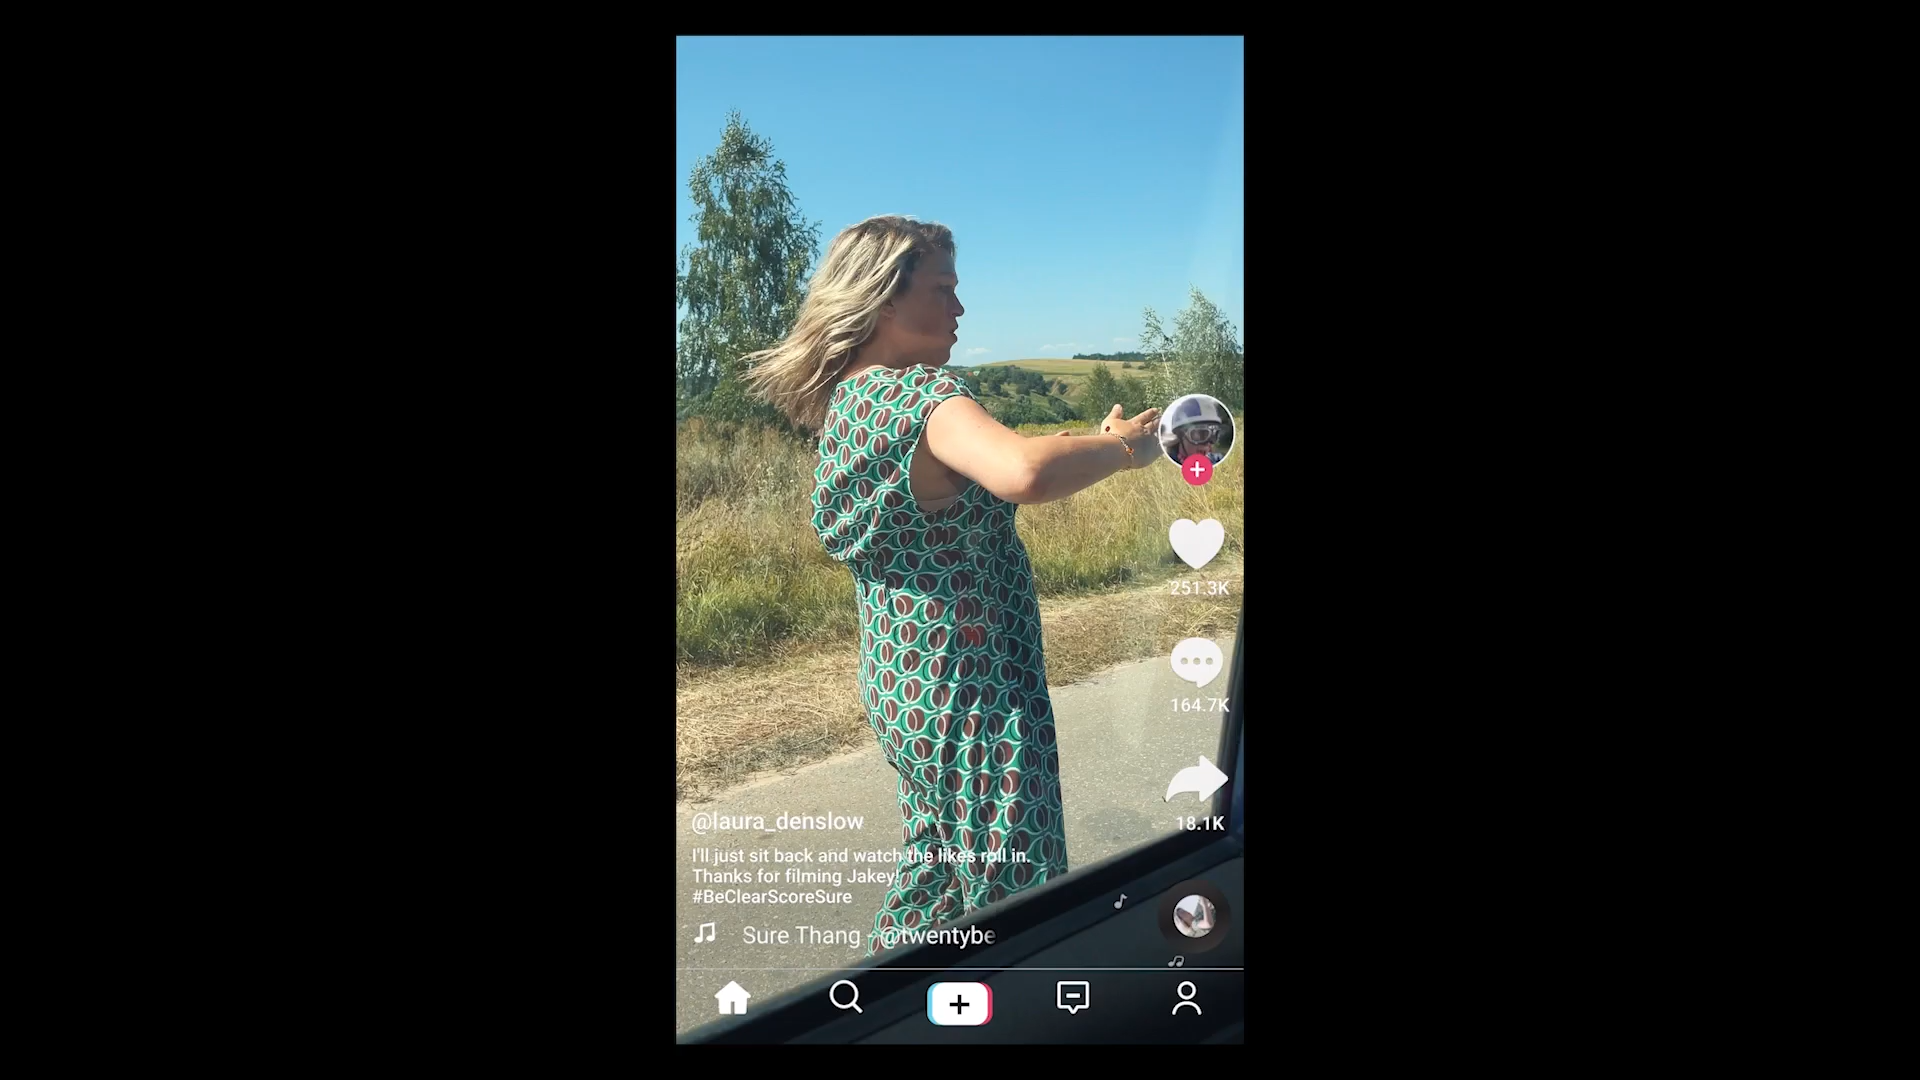 251.3K
164.7K
18.1K
@laura_denslow
I'll just sit back and watch the likes roll in.
Thanks for filming Jakey!
#BeClearScoreSure
Sure Thang - @twentybe